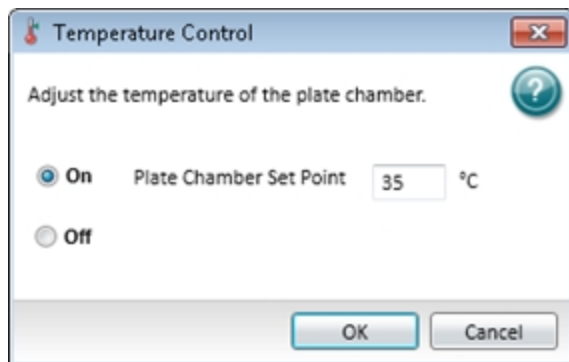 Temperature Control
Adjust the temperature of the plate chamber.
?
On Plate Chamber Set Point 35 °C
Off
OK Cancel